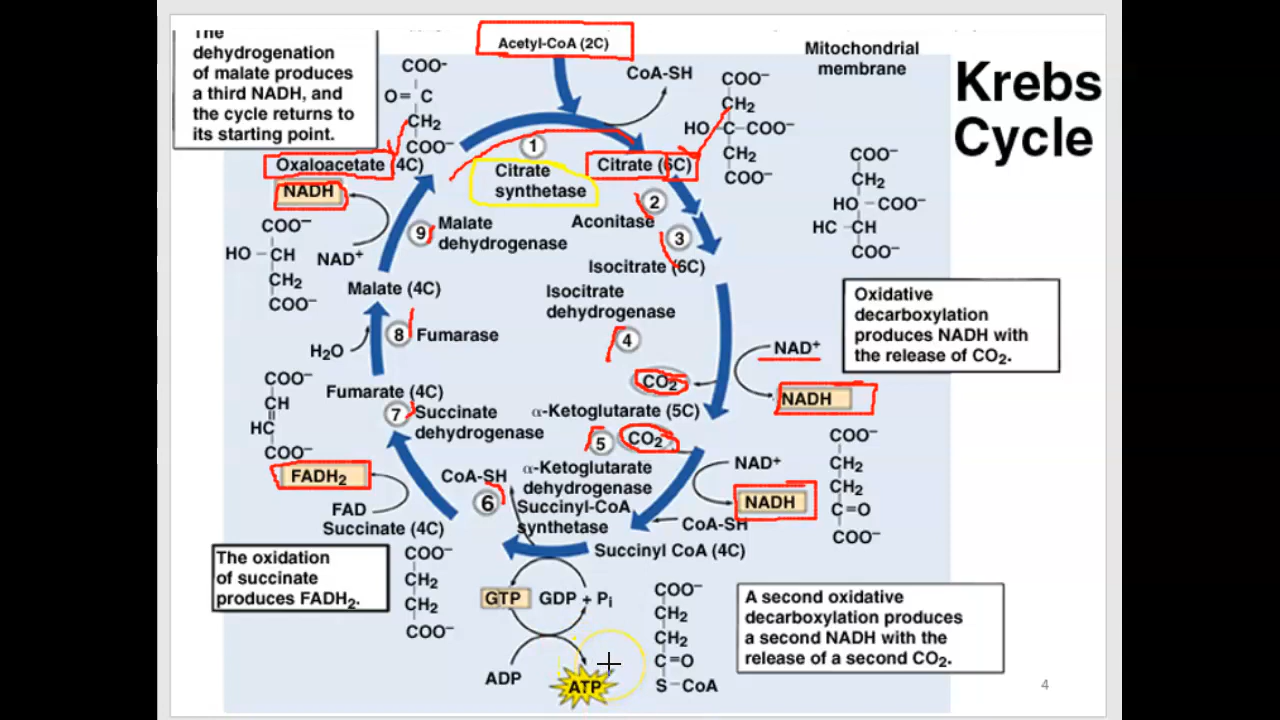 The
dehydrogenation
of malate produces
a third NADH, and
the cycle returns to
its starting point.
Acetyl-CoA (2C)
CoA-SH
Mitochondrial
membrane
Krebs
Cycle
COO⁻
O= C
CH₂
COO⁻
Oxaloacetate (4C)
NADH
1
Citrate
synthetase
Citrate (6C)
COO⁻
CH₂
HO C COO⁻
CH₂
COO⁻
COO⁻
CH₂
HO COO⁻
HC CH
COO⁻
2
Aconitase
3
Isocitrate (6C)
9
Malate
dehydrogenase
COO⁻
HO CH
CH₂
COO⁻
NAD⁺
Malate (4C)
Isocitrate
dehydrogenase
4
Oxidative
decarboxylation
produces NADH with
the release of CO₂.
NAD⁺
CO₂
NADH
8
Fumarase
H₂O
Fumarate (4C)
COO⁻
CH
HC
COO⁻
7
Succinate
dehydrogenase
α-Ketoglutarate (5C)
5
CO₂
α-Ketoglutarate
dehydrogenase
NAD⁺
NADH
COO⁻
CH₂
CH₂
C=O
COO⁻
FADH₂
FAD
Succinate (4C)
CoA-SH
6
Succinyl-CoA
synthetase
CoA-SH
Succinyl CoA (4C)
The oxidation
of succinate
produces FADH₂.
COO⁻
CH₂
CH₂
COO⁻
GTP
GDP + Pᵢ
ADP
ATP
COO⁻
CH₂
CH₂
C=O
S–CoA
A second oxidative
decarboxylation produces
a second NADH with the
release of a second CO₂.
4